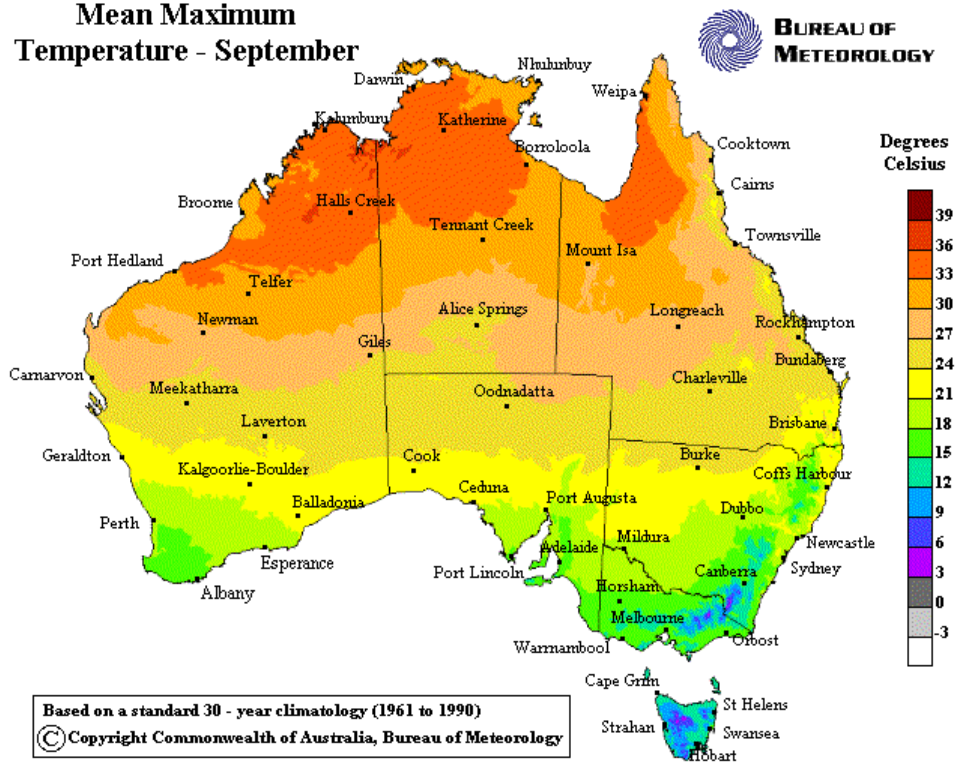 Mean Maximum
Temperature - September
BUREAU OF
METEOROLOGY
Nhulunbuy
Darwin
Weipa
Kalumburu
Katherine
Degrees
Celsius
Cooktown
Borroloola
Cairns
39
Broome
Halls Creek
36
Tennant Creek
Townsville
Mount Isa
33
Port Hedland
Telfer
30
Alice Springs
Longreach
Newman
Rockhampton
27
Giles
Bundaberg
24
Carnarvon
Meekatharra
Charleville
Oodnadatta
21
Laverton
Brisbane
18
Geraldton
Cook
Burke
15
Kalgoorlie-Boulder
Coffs Harbour
12
Ceduna
Port Augusta
Balladonia
Dubbo
9
Perth
Mildura
Newcastle
6
Adelaide
Esperance
Port Lincoln
Canberra
Sydney
3
Albany
Horsham
0
Melbourne
Warrnambool
Orbost
-3
Cape Grim
St Helens
Strahan
Swansea
Hobart
Based on a standard 30 - year climatology (1961 to 1990)
© Copyright Commonwealth of Australia, Bureau of Meteorology